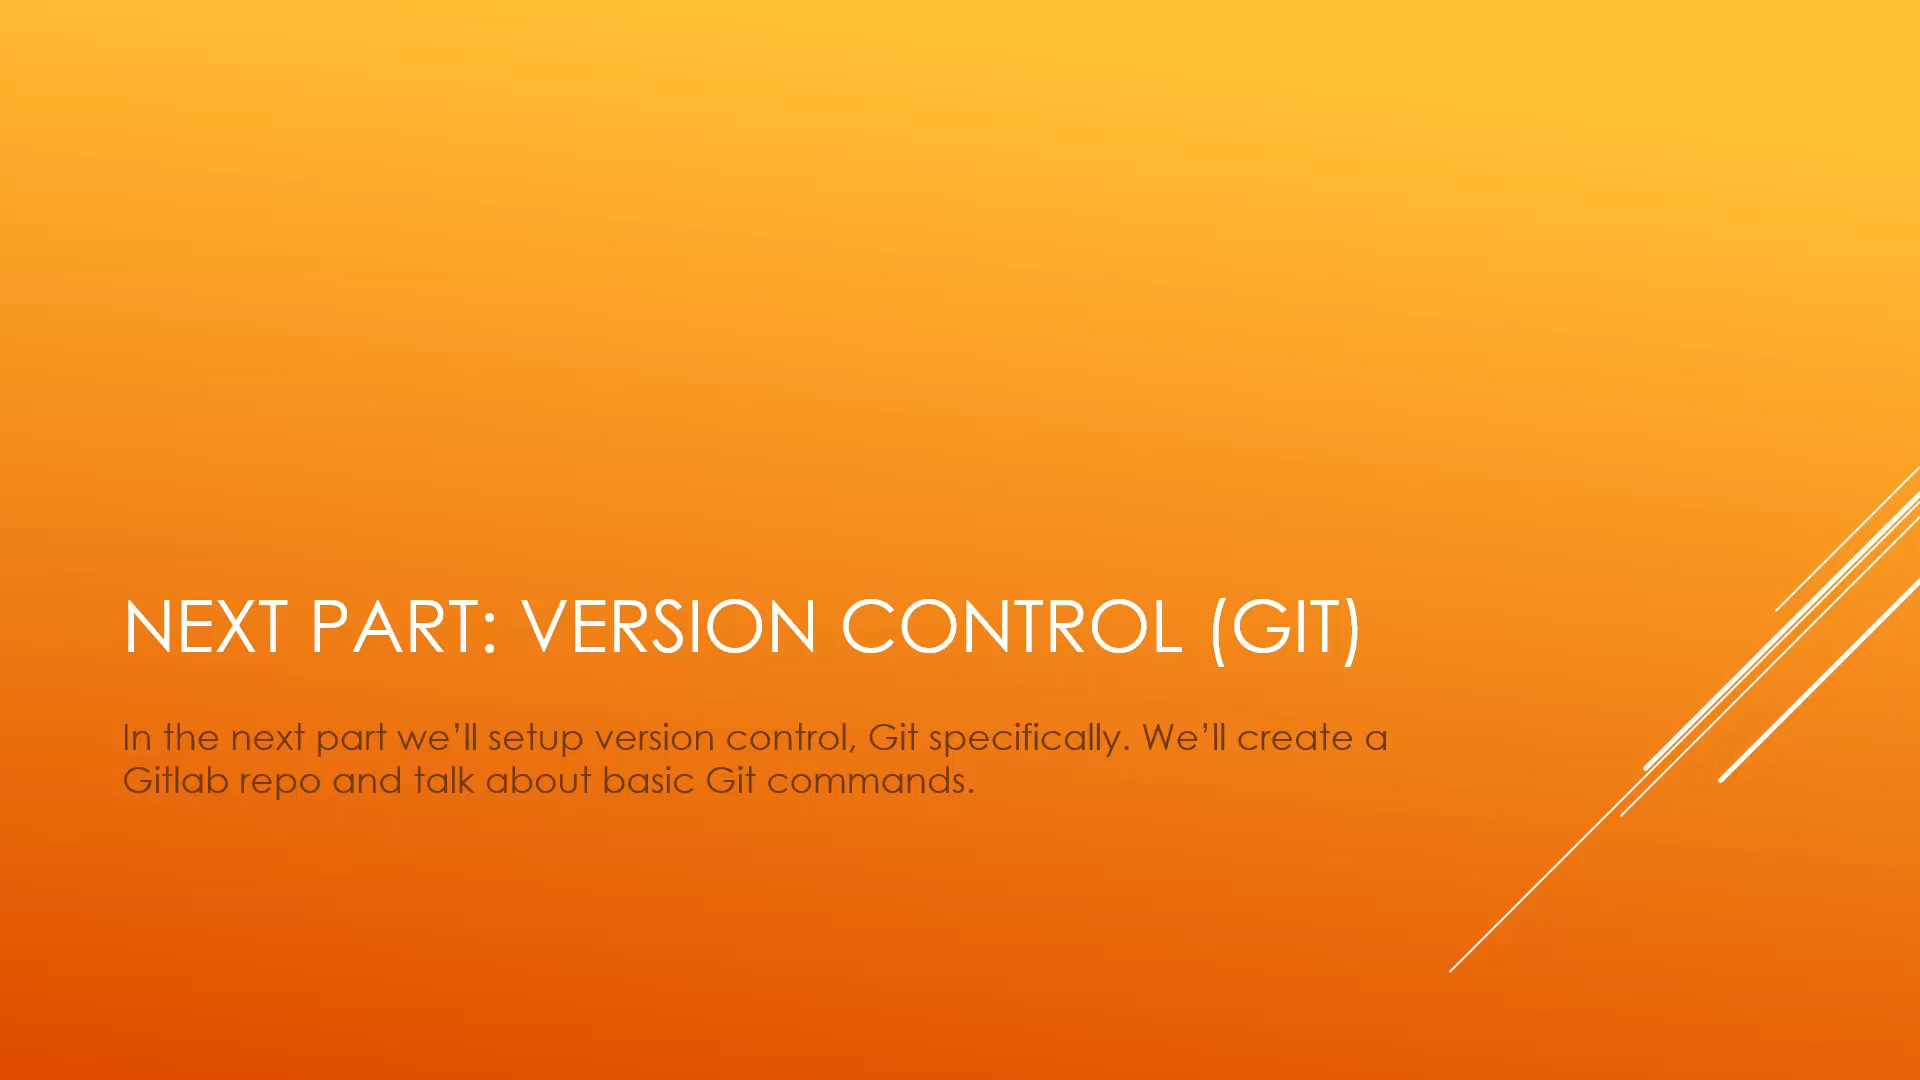 NEXT PART: VERSION CONTROL (GIT)
In the next part we’ll setup version control, Git specifically. We’ll create a
Gitlab repo and talk about basic Git commands.